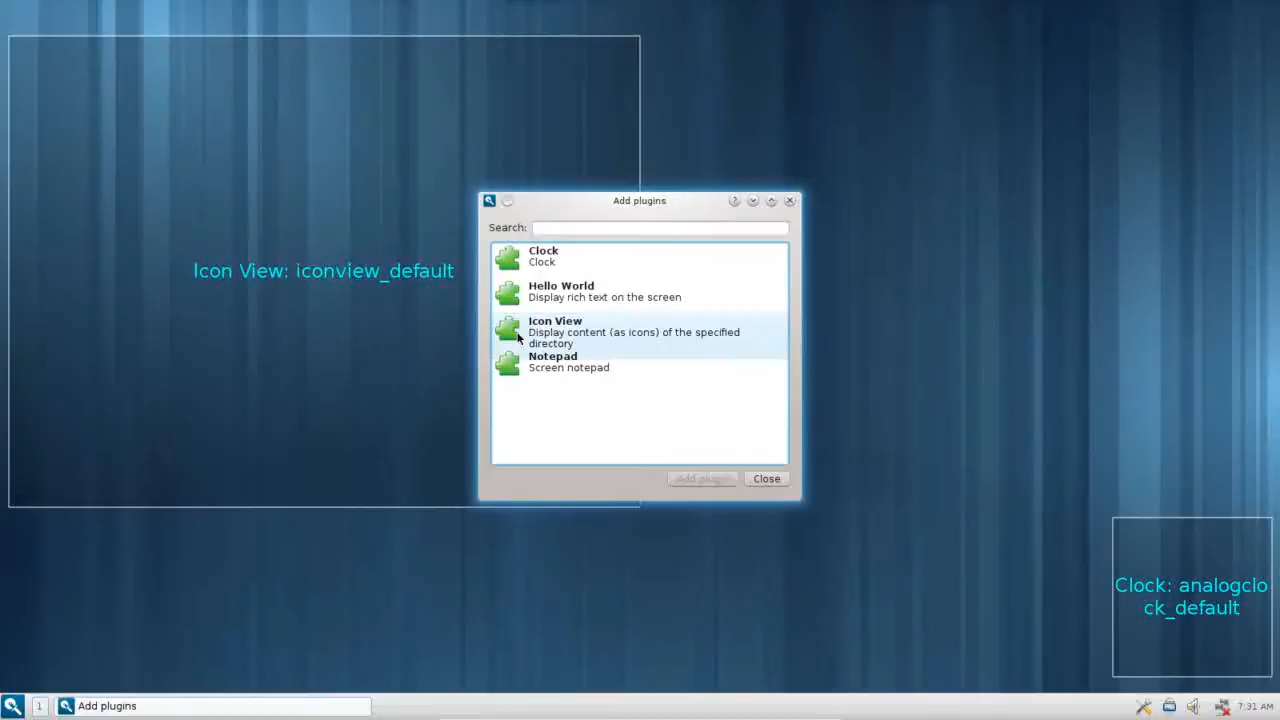 Add plugins
Search:
Clock
Clock
Hello World
Display rich text on the screen
Icon View
Display content (as icons) of the specified
directory
Notepad
Screen notepad
Add plugin
Close
Icon View: iconview_default
Clock: analogclo
ck_default
1
Add plugins
7:31 AM